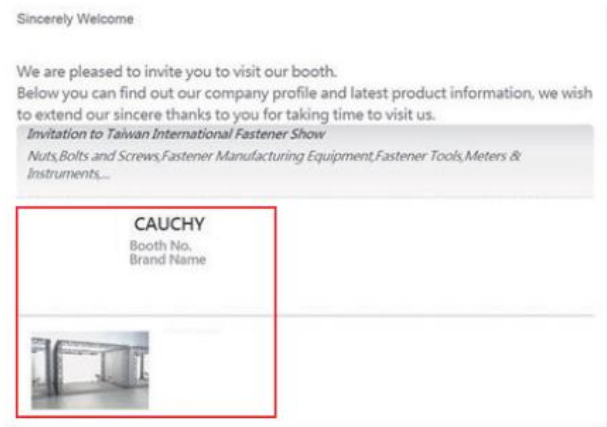 Sincerely Welcome
We are pleased to invite you to visit our booth.
Below you can find out our company profile and latest product information, we wish
to extend our sincere thanks to you for taking time to visit us.
Invitation to Taiwan International Fastener Show
Nuts,Bolts and Screws,Fastener Manufacturing Equipment,Fastener Tools,Meters &
Instruments,...
CAUCHY
Booth No.
Brand Name